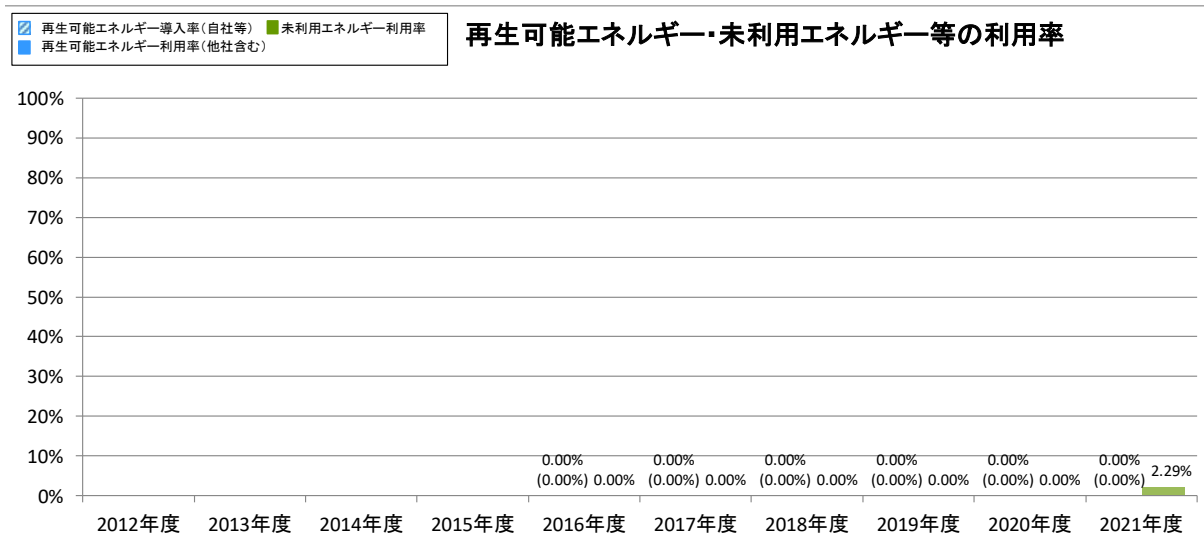 再生可能エネルギー導入率(自社等) 未利用エネルギー利用率
再生可能エネルギー利用率(他社含む)
再生可能エネルギー・未利用エネルギー等の利用率
100%
90%
80%
70%
60%
50%
40%
30%
20%
10%
0%
0.00% 0.00% 0.00% 0.00% 0.00% 0.00%
(0.00%) 0.00% (0.00%) 0.00% (0.00%) 0.00% (0.00%) 0.00% (0.00%) 0.00% (0.00%) 2.29%
2012年度 2013年度 2014年度 2015年度 2016年度 2017年度 2018年度 2019年度 2020年度 2021年度